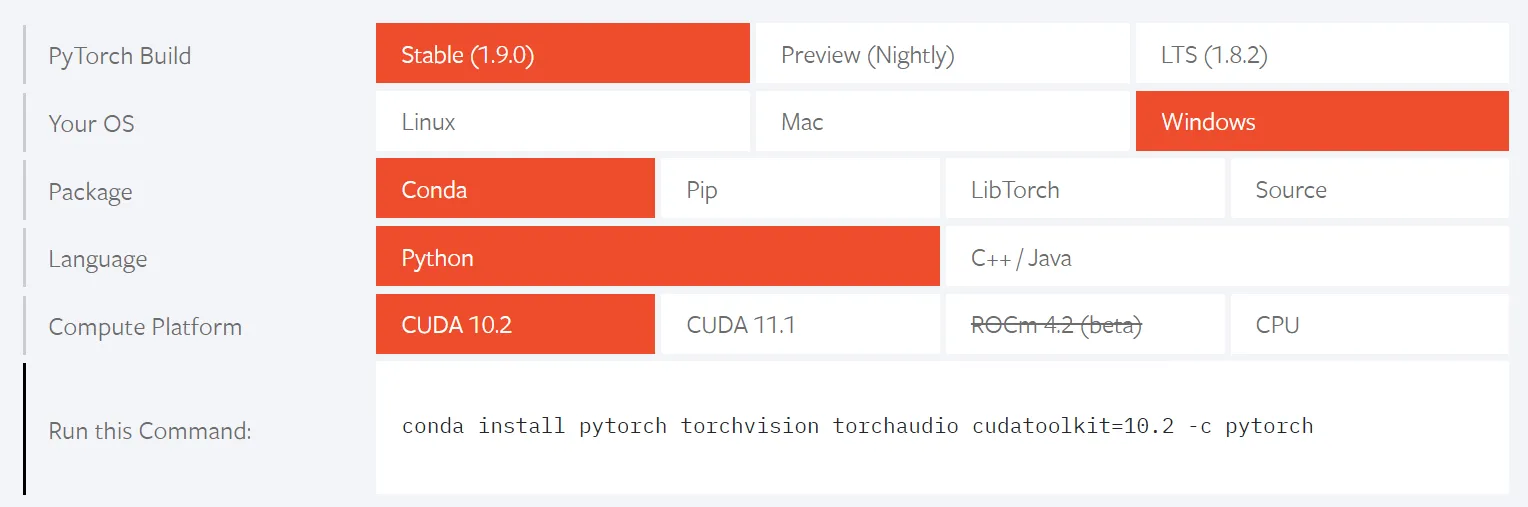 PyTorch Build Stable (1.9.0) Preview (Nightly) LTS (1.8.2)
Your OS Linux Mac Windows
Package Conda Pip LibTorch Source
Language Python C++ / Java
Compute Platform CUDA 10.2 CUDA 11.1 ROCm 4.2 (beta) CPU
Run this Command: conda install pytorch torchvision torchaudio cudatoolkit=10.2 -c pytorch